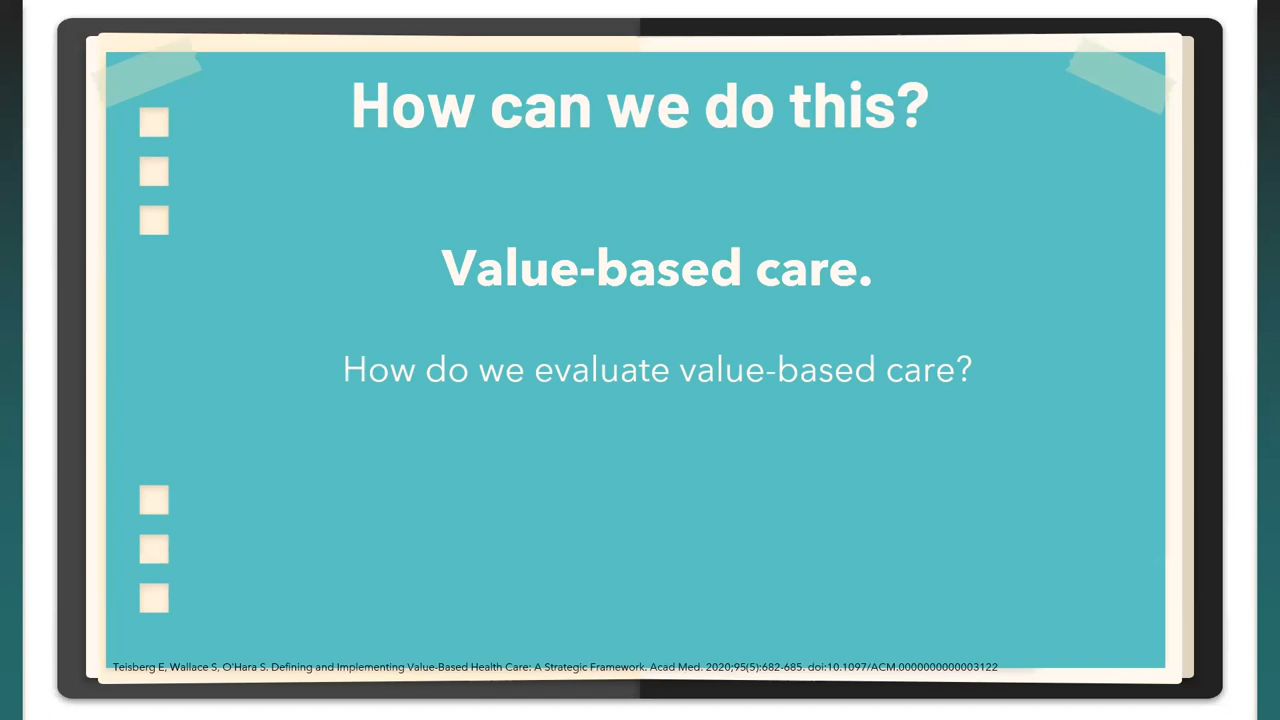 How can we do this?
Value-based care.
How do we evaluate value-based care?
Teisberg E, Wallace S, O'Hara S. Defining and Implementing Value-Based Health Care: A Strategic Framework. Acad Med. 2020;95(5):682-685. doi:10.1097/ACM.0000000000003122